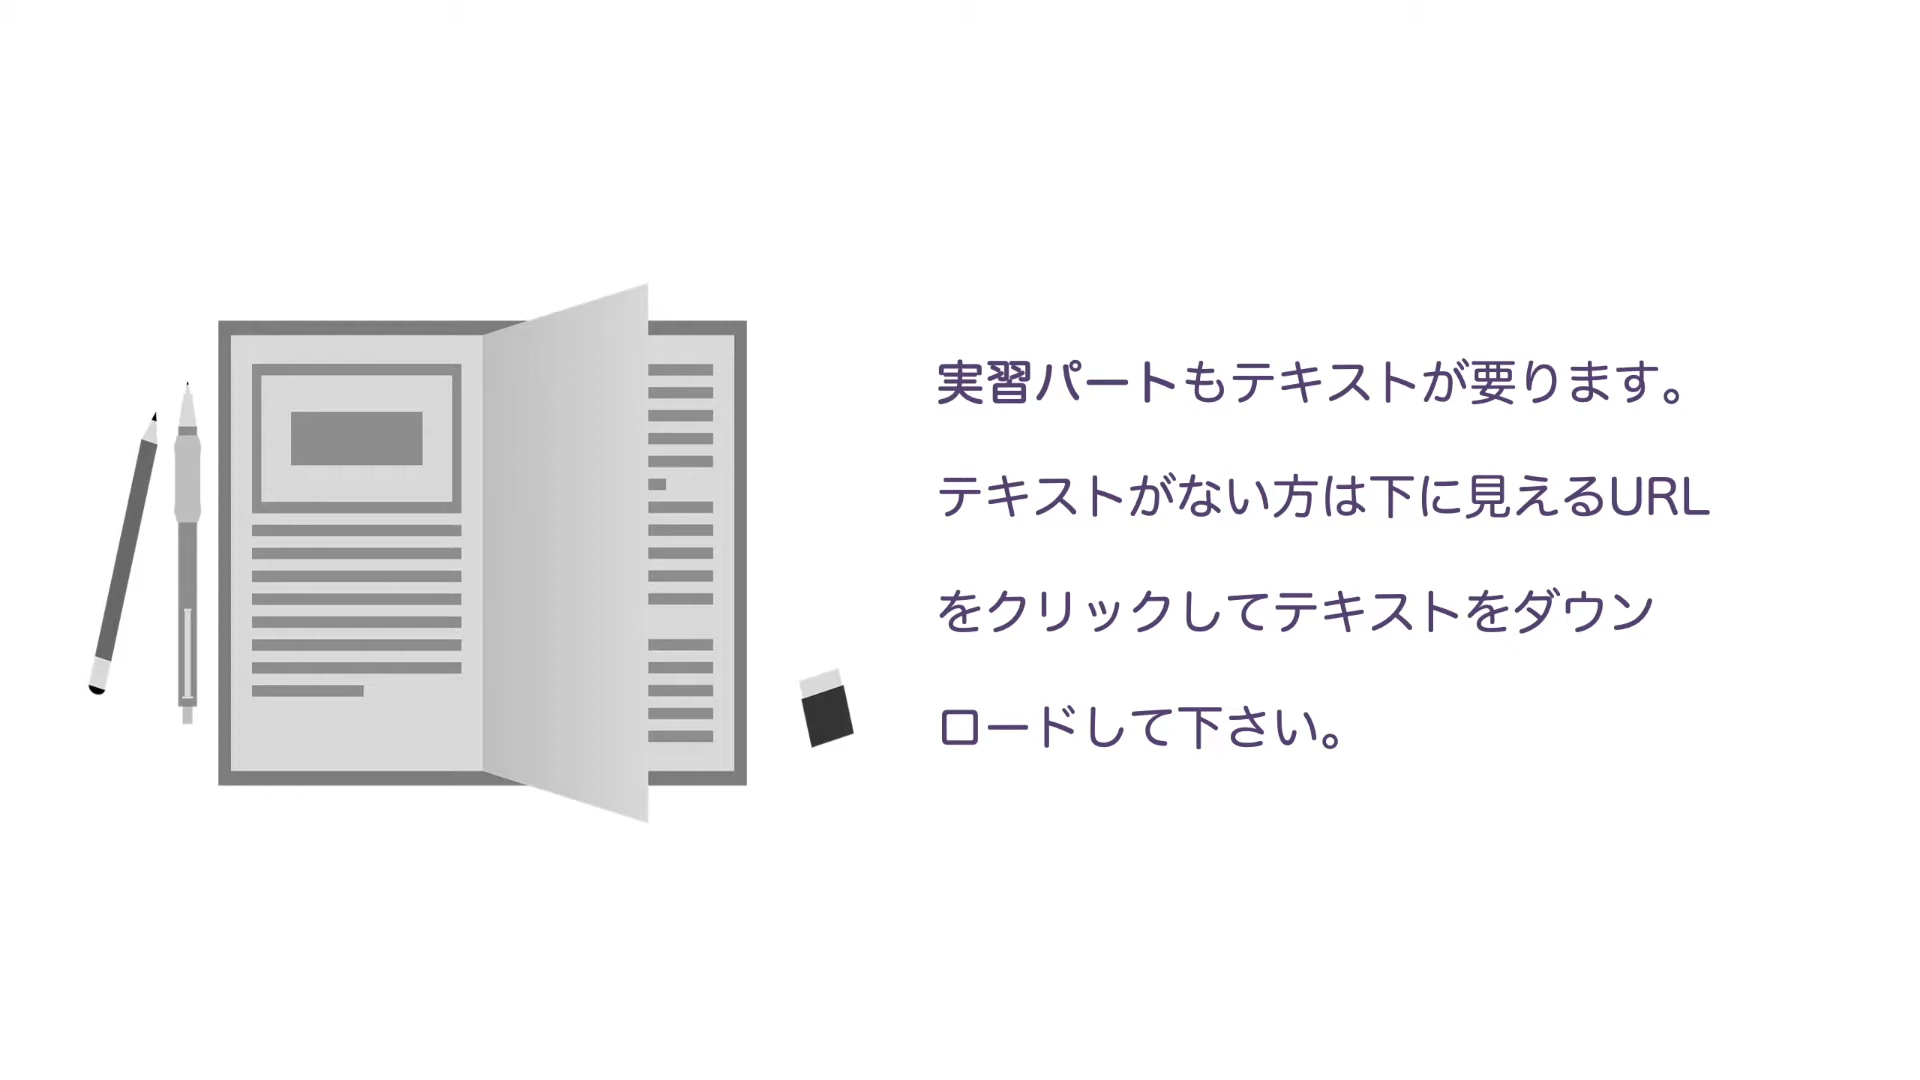 実習パートもテキストが要ります。
テキストがない方は下に見えるURL
をクリックしてテキストをダウン
ロードして下さい。